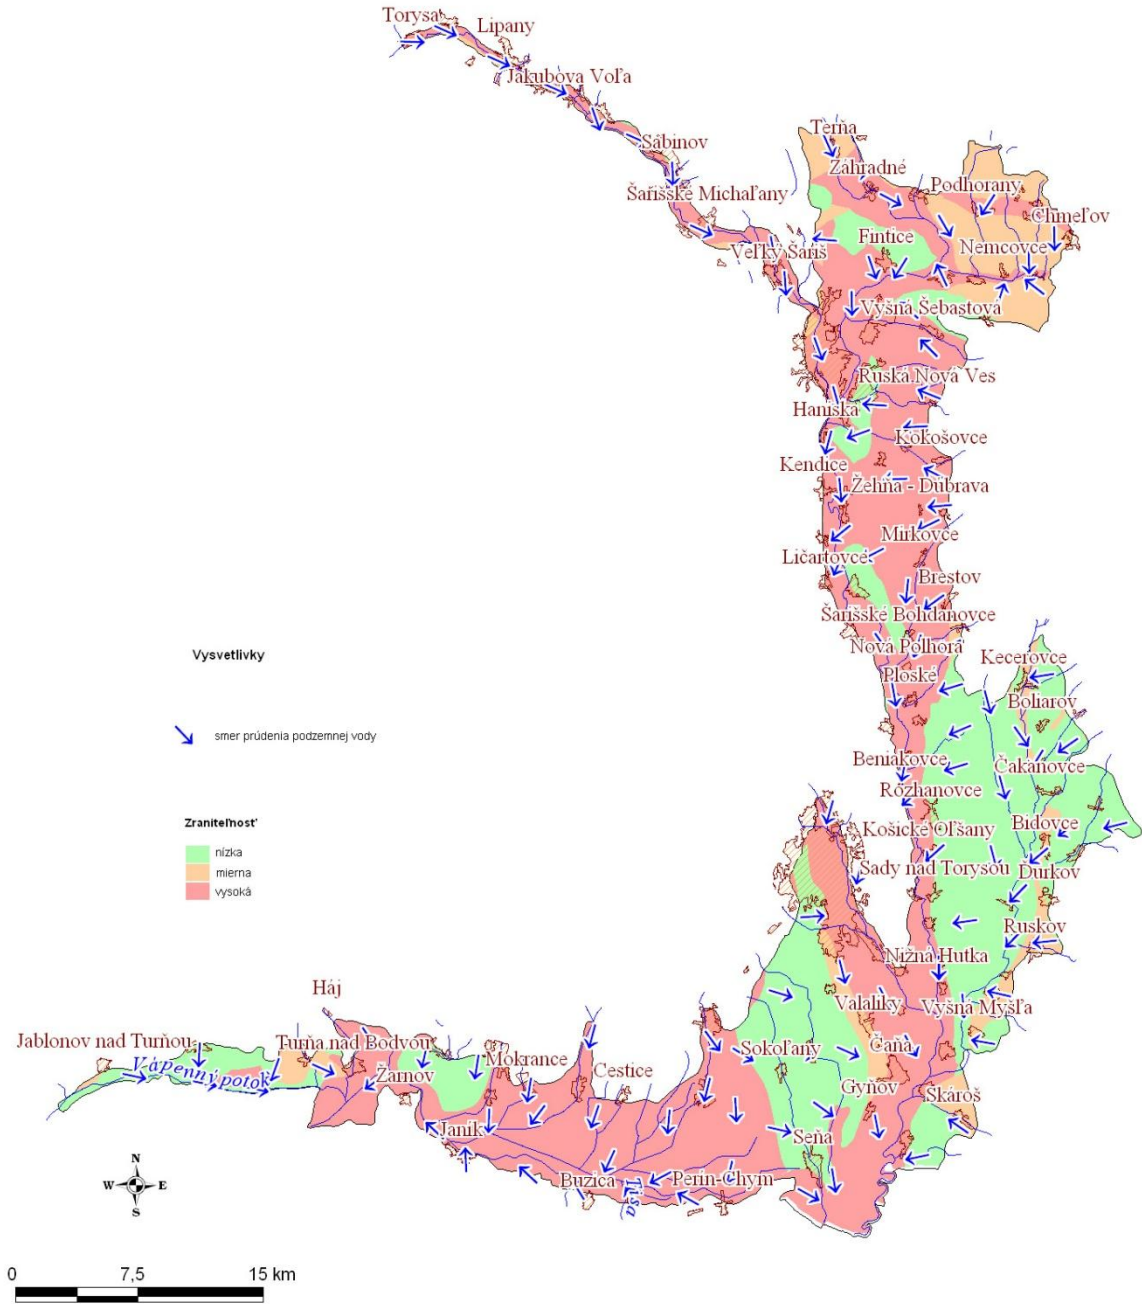 Torysa
Lipany
Jakubova Voľa
Sabinov
Šarišské Michaľany
Veľký Šariš
Terňa
Záhradné
Podhorany
Chmeľov
Fintice
Nemcovce
Vyšná Šebastová
Ruská Nová Ves
Haniska
Kokošovce
Kendice
Žehňa - Dúbrava
Mirkovce
Ličartovce
Brestov
Šarišské Bohdanovce
Nová Polhora
Kecerovce
Ploské
Boliarov
Vysvetlivky
smer prúdenia podzemnej vody
Beniakovce
Čakanovce
Rozhanovce
Zraniteľnosť
nízka
mierna
vysoká
Košické Oľšany
Bidovce
Sady nad Torysou
Ďurkov
Ruskov
Nižná Hutka
Háj
Valaliky
Vyšná Myšľa
Jablonov nad Turňou
Turňa nad Bodvou
Vápenný potok
Žarnov
Mokrance
Cestice
Sokoľany
Čaňa
Gyňov
Skároš
Janík
Seňa
Buzica
Tisa
Perín-Chym
N
W
E
S
0
7,5
15 km